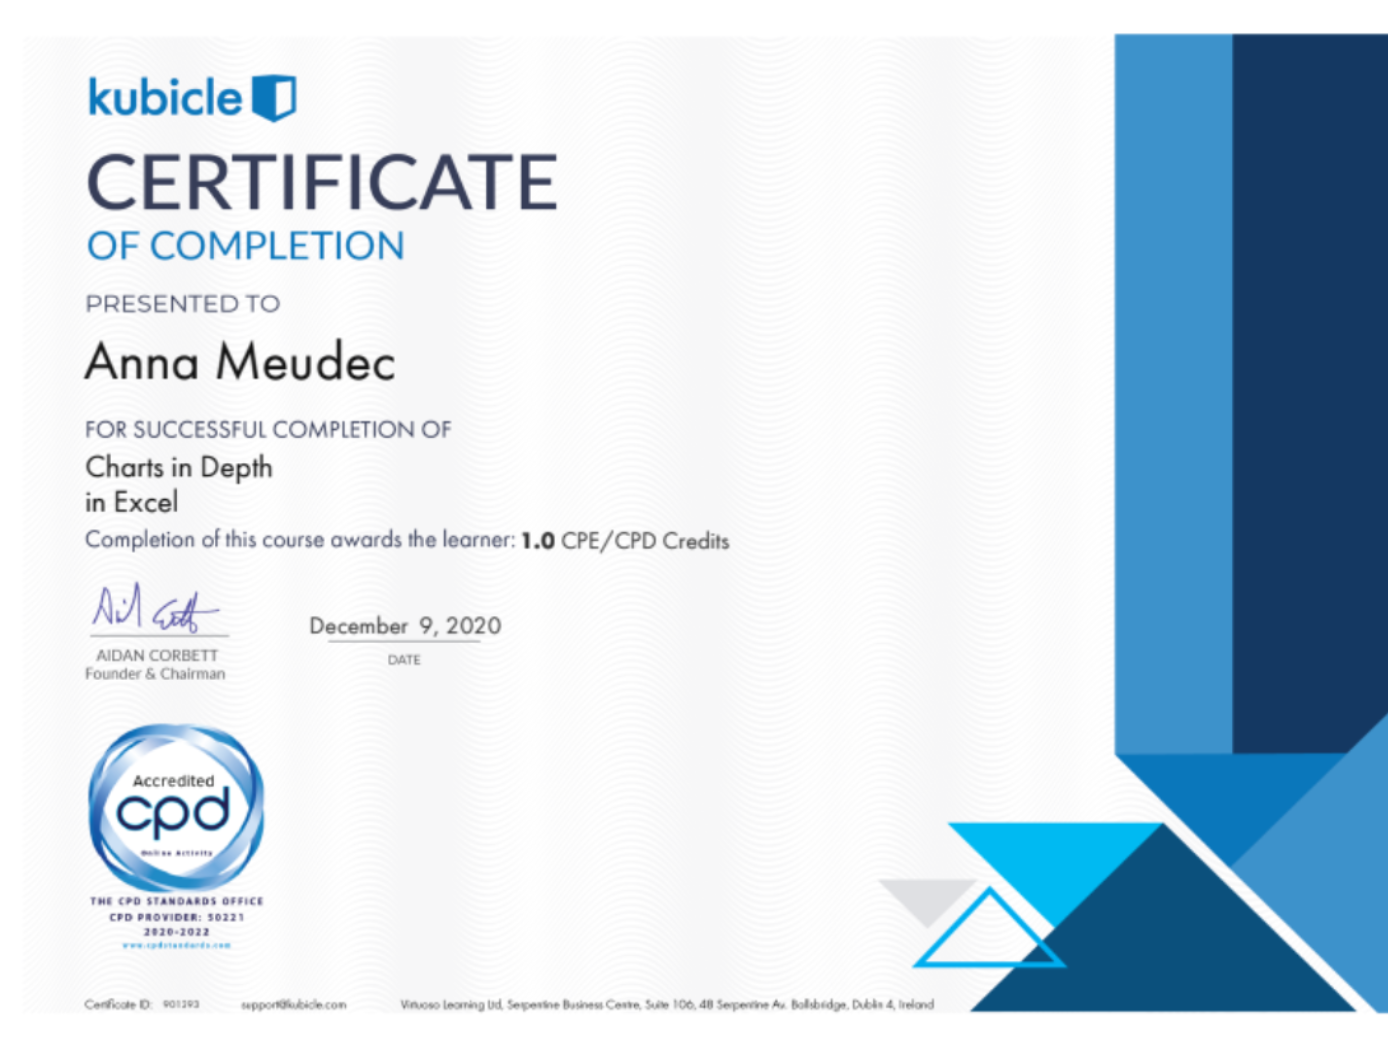 kubicle
CERTIFICATE
OF COMPLETION
PRESENTED TO
Anna Meudec
FOR SUCCESSFUL COMPLETION OF
Charts in Depth
in Excel
Completion of this course awards the learner: 1.0 CPE/CPD Credits
December 9, 2020
AIDAN CORBETT
Founder & Chairman
DATE
Accredited
cpd
Online Activity
THE CPD STANDARDS OFFICE
CPD PROVIDER: 50221
2020-2022
www.cpdstandards.com
Certificate ID: 901393 support@kubicle.com Virtuoso Learning Ltd, Serpentine Business Centre, Suite 106, 4B Serpentine Av. Ballsbridge, Dublin 4, Ireland